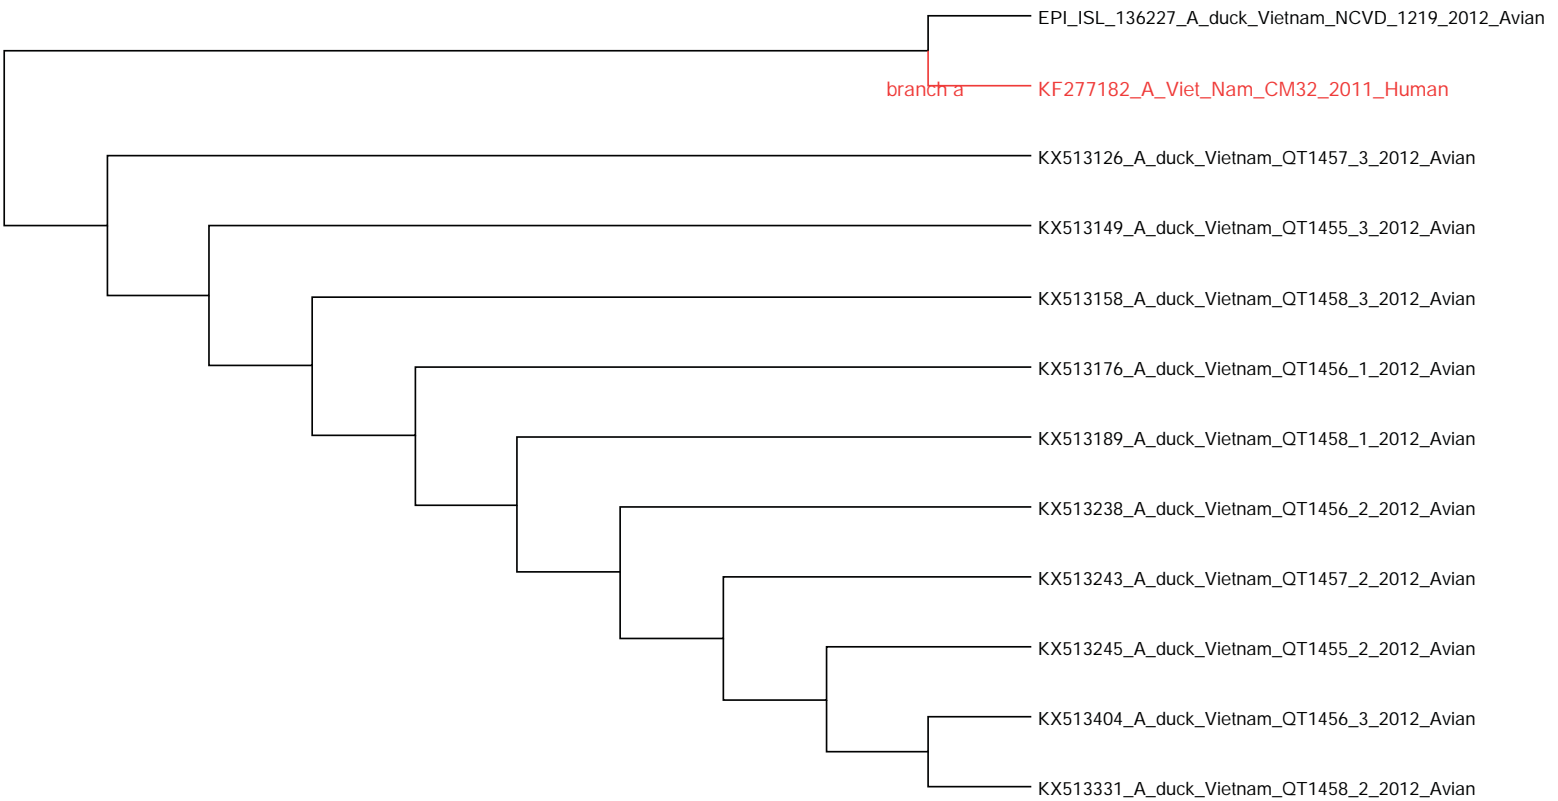 EPI_ISL_136227_A_duck_Vietnam_NCVD_1219_2012_Avian
branch a KF277182_A_Viet_Nam_CM32_2011_Human
KX513126_A_duck_Vietnam_QT1457_3_2012_Avian
KX513149_A_duck_Vietnam_QT1455_3_2012_Avian
KX513158_A_duck_Vietnam_QT1458_3_2012_Avian
KX513176_A_duck_Vietnam_QT1456_1_2012_Avian
KX513189_A_duck_Vietnam_QT1458_1_2012_Avian
KX513238_A_duck_Vietnam_QT1456_2_2012_Avian
KX513243_A_duck_Vietnam_QT1457_2_2012_Avian
KX513245_A_duck_Vietnam_QT1455_2_2012_Avian
KX513404_A_duck_Vietnam_QT1456_3_2012_Avian
KX513331_A_duck_Vietnam_QT1458_2_2012_Avian